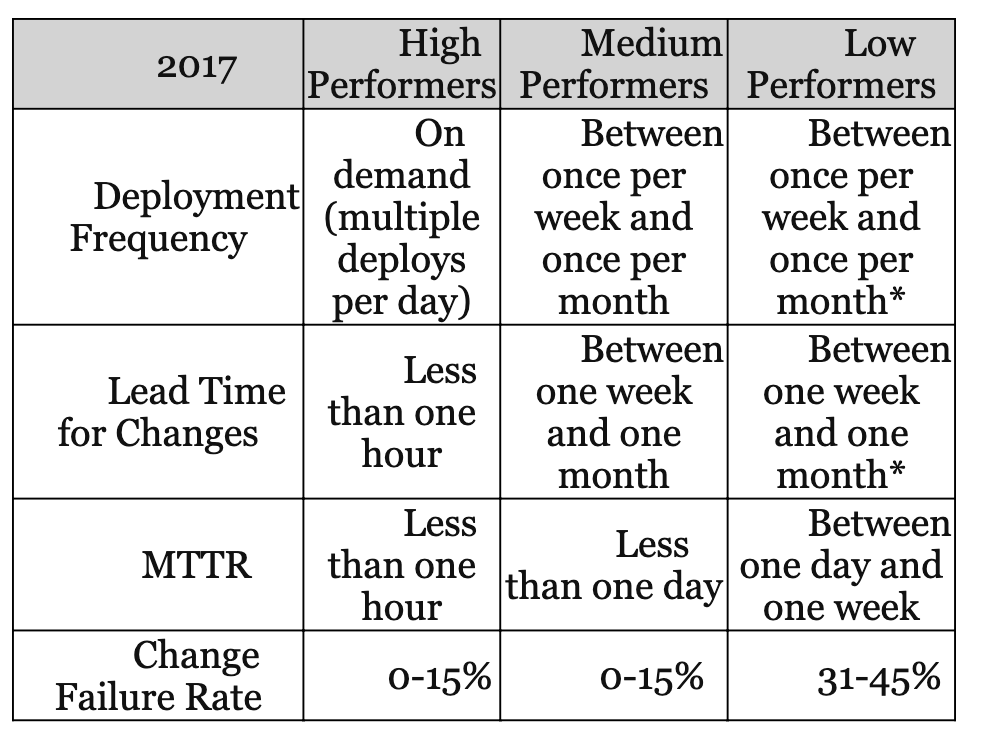 2017
High
Performers
Medium
Performers
Low
Performers
Deployment
Frequency
On
demand
(multiple
deploys
per day)
Between
once per
week and
once per
month
Between
once per
week and
once per
month*
Lead Time
for Changes
Less
than one
hour
Between
one week
and one
month
Between
one week
and one
month*
MTTR
Less
than one
hour
Less
than one day
Between
one day and
one week
Change
Failure Rate
0-15%
0-15%
31-45%